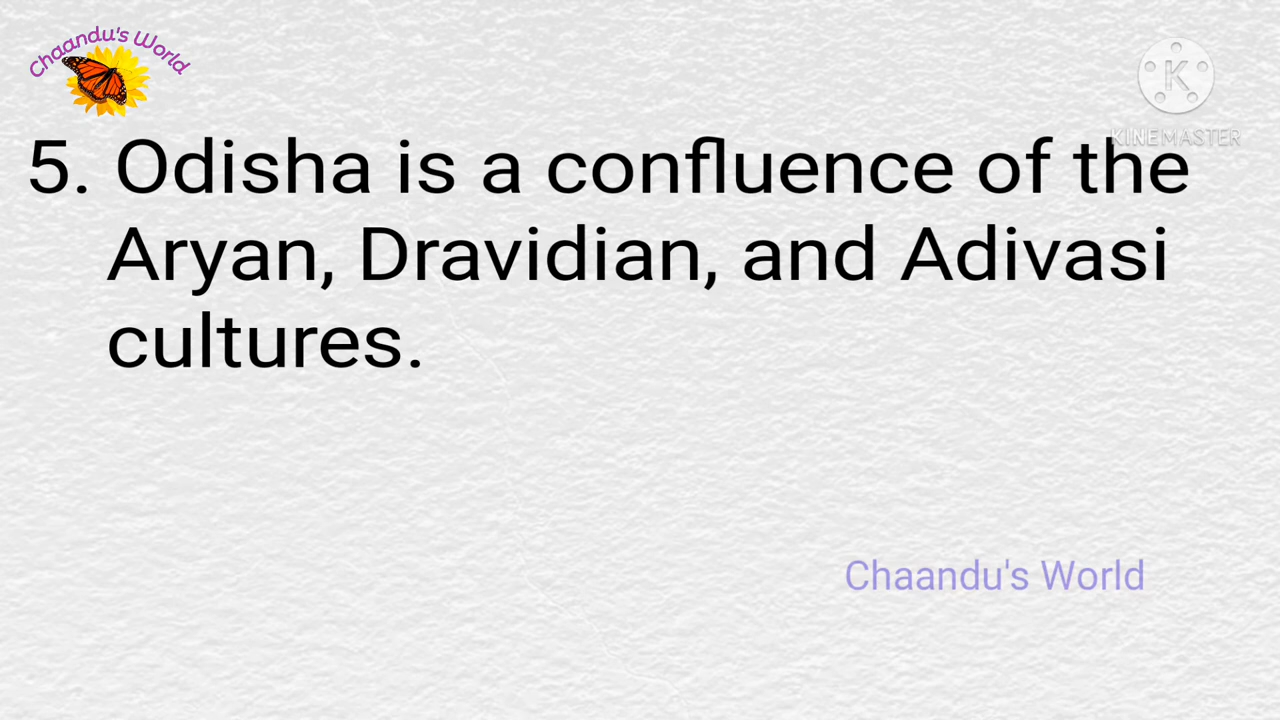 Chaandu's World
KINEMASTER
5. Odisha is a confluence of the
Aryan, Dravidian, and Adivasi
cultures.
Chaandu's World